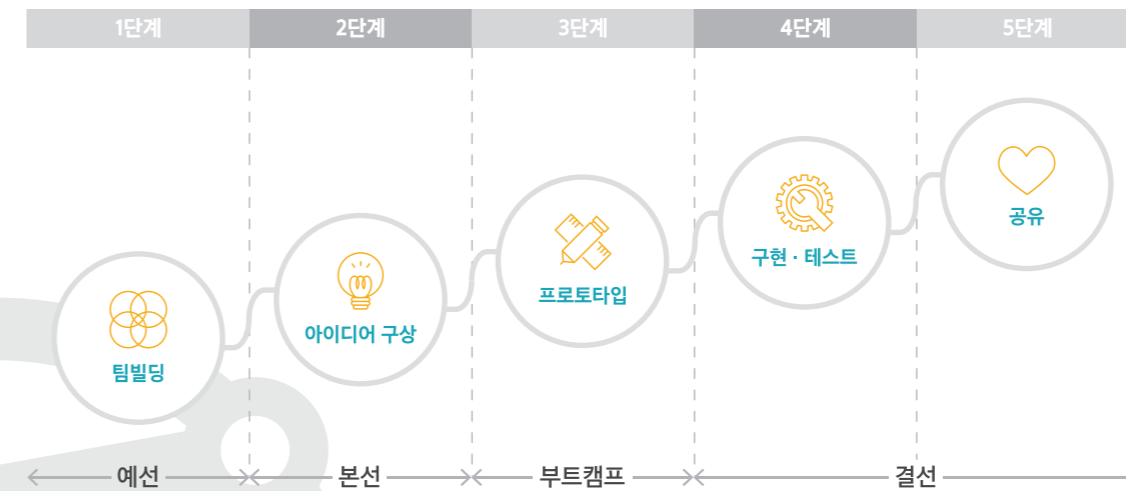 1단계
2단계
3단계
4단계
5단계
팀빌딩
아이디어 구상
프로토타입
구현 · 테스트
공유
예선
본선
부트캠프
결선